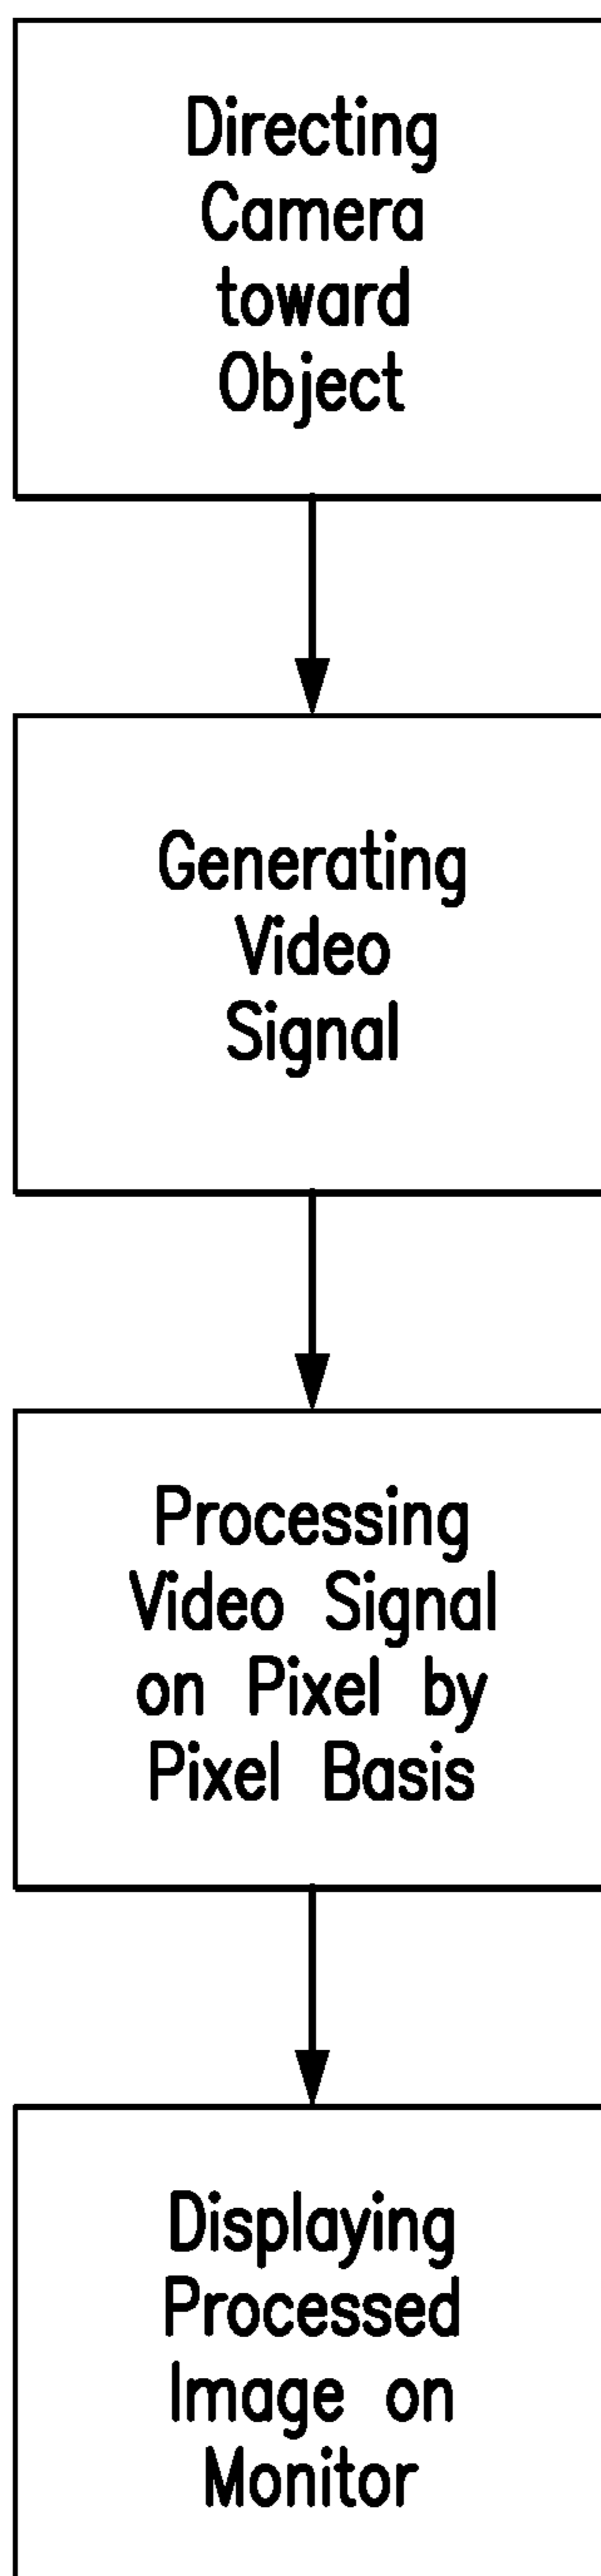 Directing
Camera
toward
Object
Generating
Video
Signal
Processing
Video Signal
on Pixel by
Pixel Basis
Displaying
Processed
Image on
Monitor